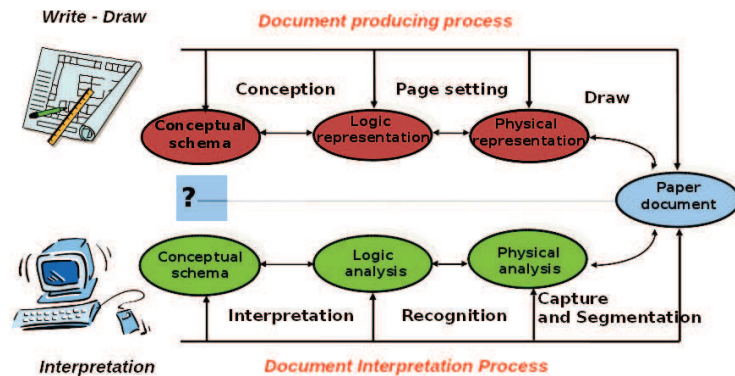 Write - Draw
Document producing process
Conception
Page setting
Draw
Conceptual
schema
Logic
representation
Physical
representation
?
Paper
document
Conceptual
schema
Logic
analysis
Physical
analysis
Interpretation
Recognition
Capture
and Segmentation
Interpretation
Document Interpretation Process